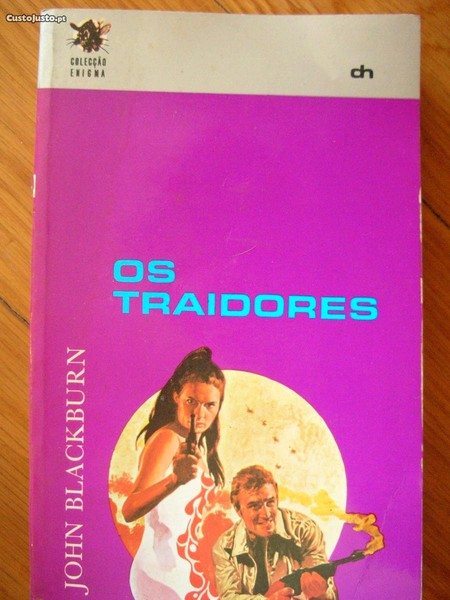 CustoJusto.pt
COLECÇÃO
ENIGMA
dh
OS
TRAIDORES
JOHN BLACKBURN